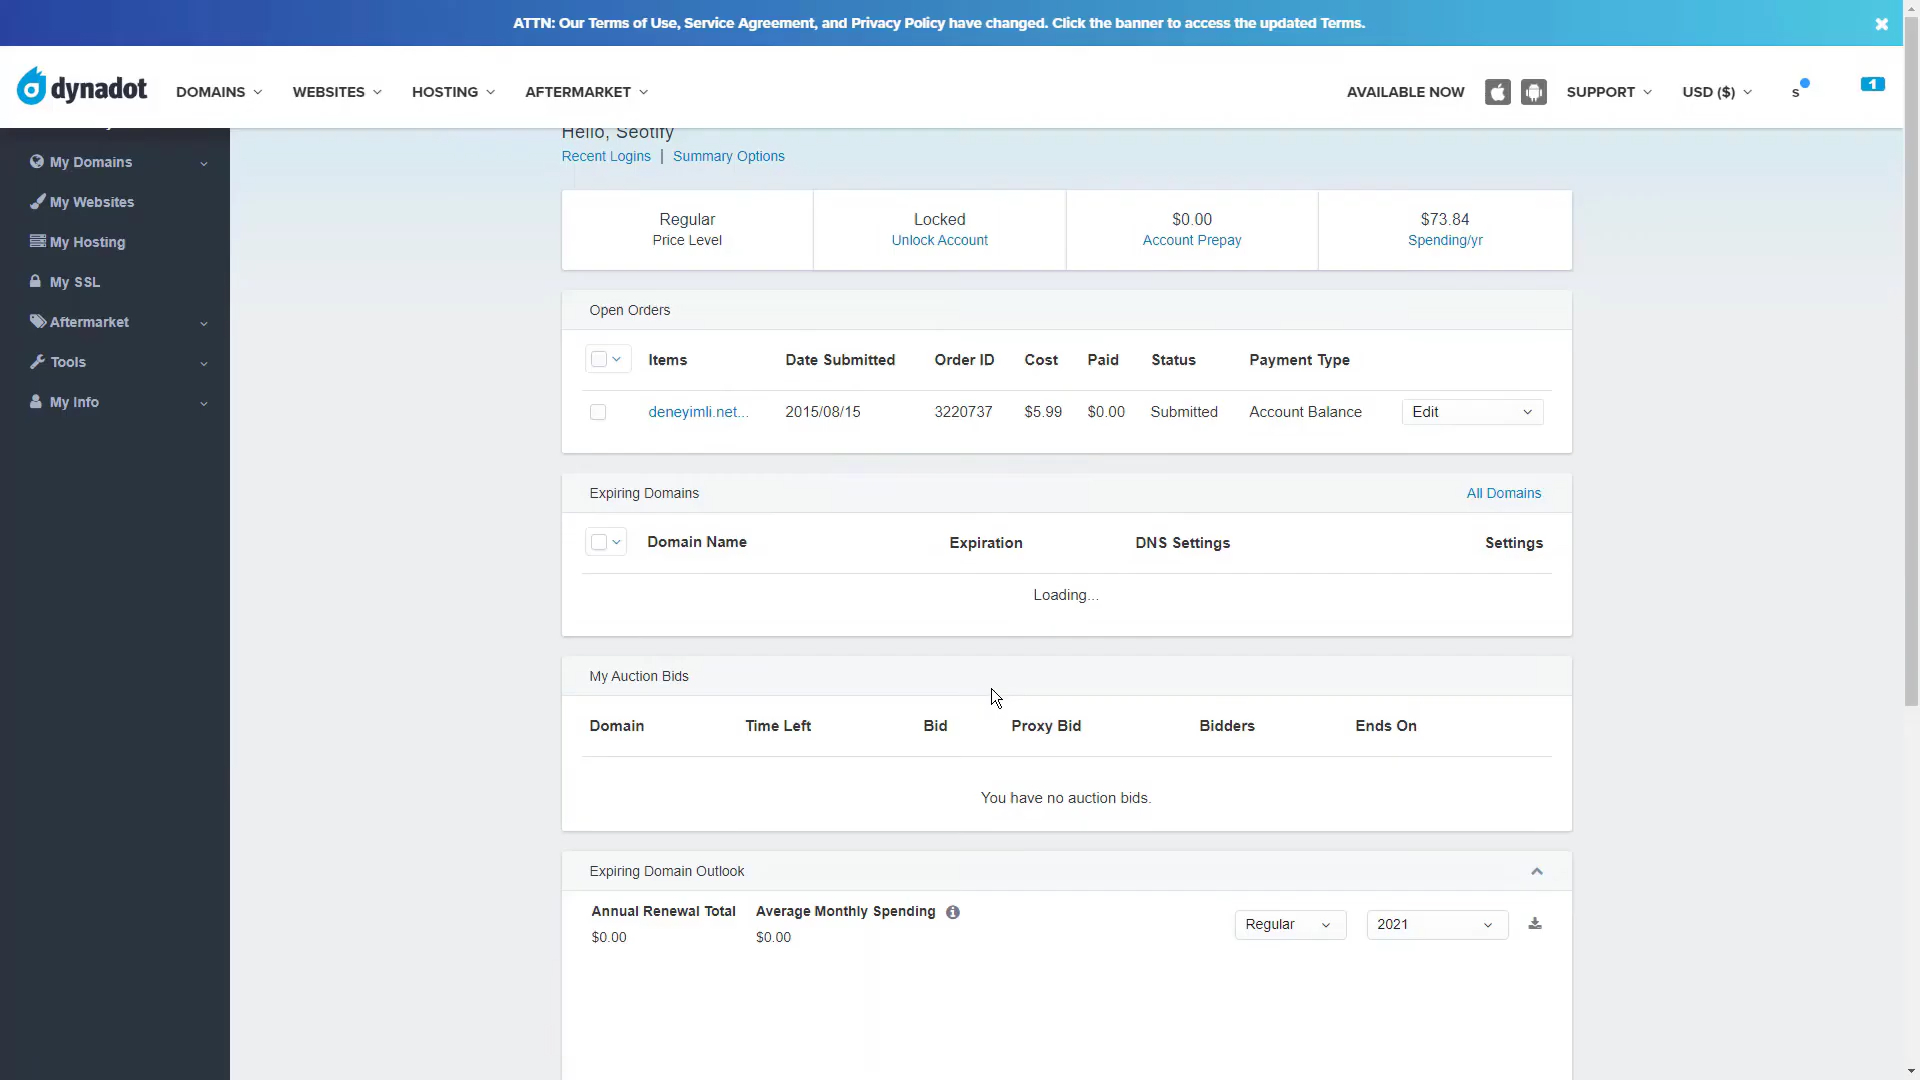 ATTN: Our Terms of Use, Service Agreement, and Privacy Policy have changed. Click the banner to access the updated Terms.
dynadot
DOMAINS
WEBSITES
HOSTING
AFTERMARKET
AVAILABLE NOW
SUPPORT
USD ($)
s
1
Hello, Seotify
Recent Logins | Summary Options
My Domains
My Websites
My Hosting
My SSL
Aftermarket
Tools
My Info
Regular
Price Level
Locked
Unlock Account
$0.00
Account Prepay
$73.84
Spending/yr
Open Orders
Items Date Submitted Order ID Cost Paid Status Payment Type
deneyimli.net... 2015/08/15 3220737 $5.99 $0.00 Submitted Account Balance Edit
Expiring Domains All Domains
Domain Name Expiration DNS Settings Settings
Loading...
My Auction Bids
Domain Time Left Bid Proxy Bid Bidders Ends On
You have no auction bids.
Expiring Domain Outlook
Annual Renewal Total Average Monthly Spending
$0.00 $0.00
Regular 2021